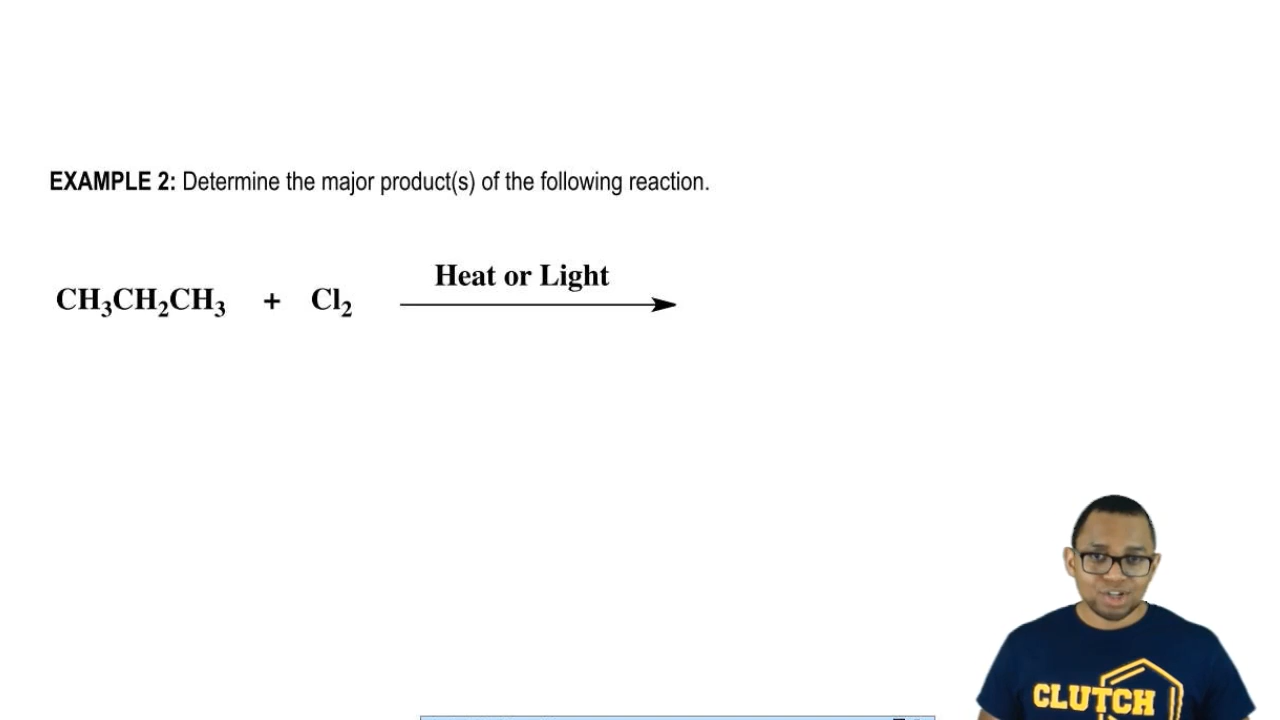 EXAMPLE 2: Determine the major product(s) of the following reaction.
Heat or Light
CH₃CH₂CH₃ + Cl₂
CLUTCH